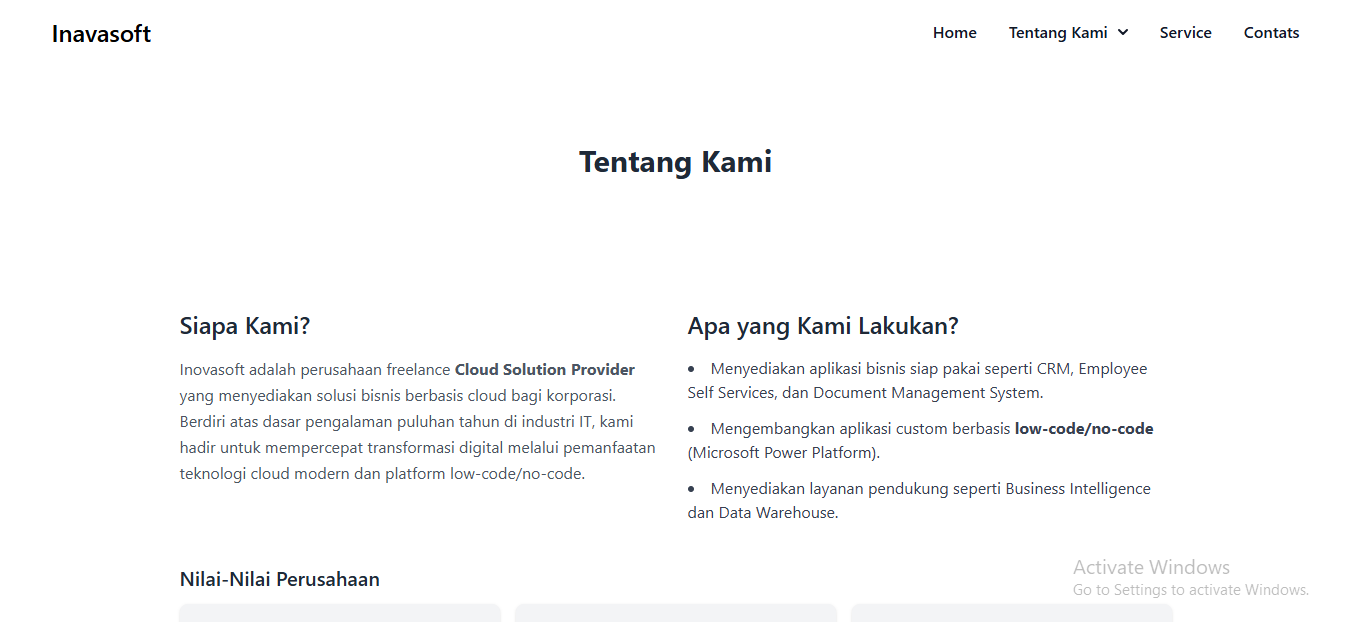 Inavasoft
Home
Tentang Kami
Service
Contats
Tentang Kami
Siapa Kami?
Inovasoft adalah perusahaan freelance Cloud Solution Provider
yang menyediakan solusi bisnis berbasis cloud bagi korporasi.
Berdiri atas dasar pengalaman puluhan tahun di industri IT, kami
hadir untuk mempercepat transformasi digital melalui pemanfaatan
teknologi cloud modern dan platform low-code/no-code.
Apa yang Kami Lakukan?
• Menyediakan aplikasi bisnis siap pakai seperti CRM, Employee
Self Services, dan Document Management System.
• Mengembangkan aplikasi custom berbasis low-code/no-code
(Microsoft Power Platform).
• Menyediakan layanan pendukung seperti Business Intelligence
dan Data Warehouse.
Nilai-Nilai Perusahaan
Activate Windows
Go to Settings to activate Windows.